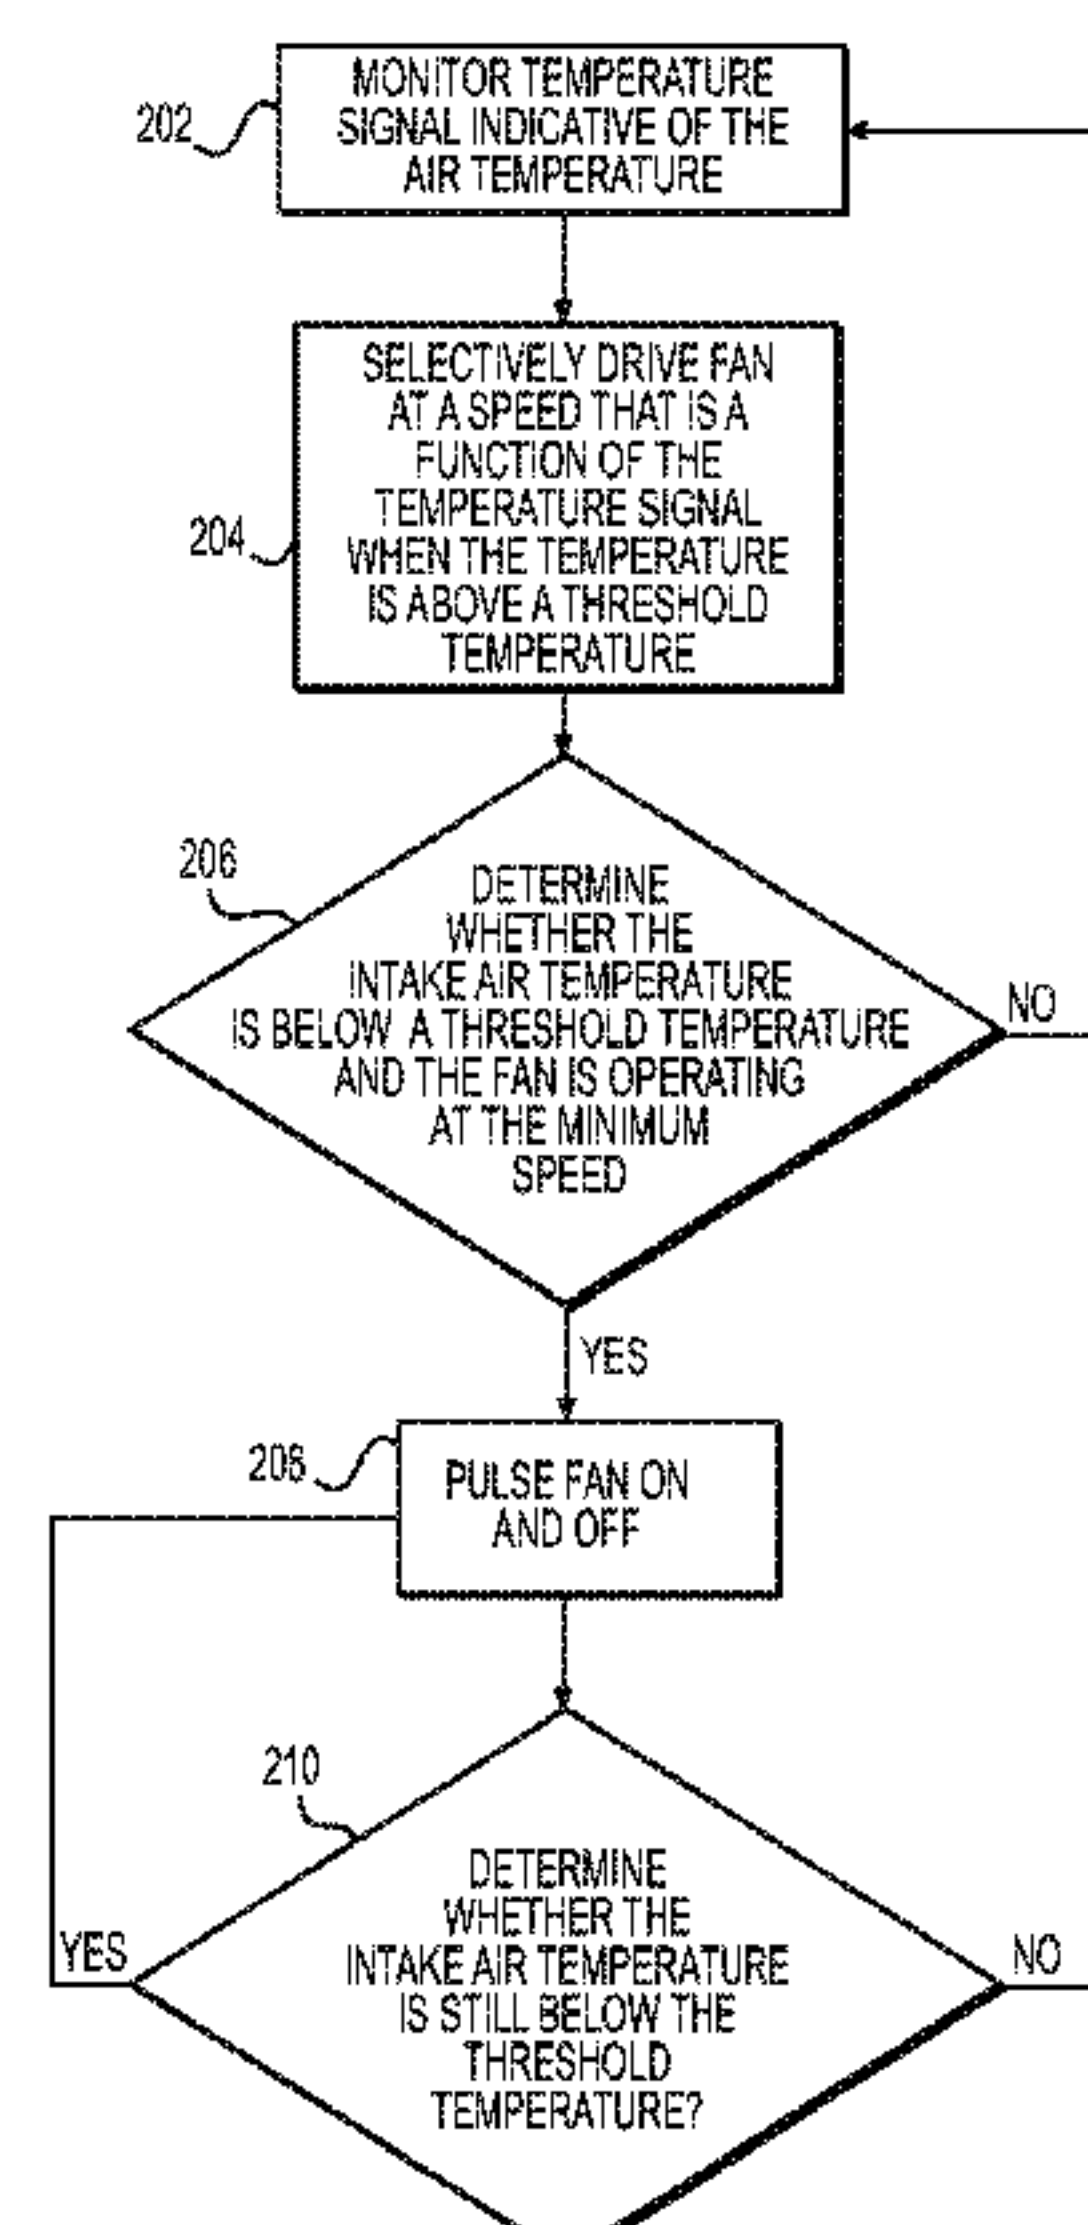 202
MONITOR TEMPERATURE
SIGNAL INDICATIVE OF THE
AIR TEMPERATURE
204
SELECTIVELY DRIVE FAN
AT A SPEED THAT IS A
FUNCTION OF THE
TEMPERATURE SIGNAL
WHEN THE TEMPERATURE
IS ABOVE A THRESHOLD
TEMPERATURE
206
DETERMINE
WHETHER THE
INTAKE AIR TEMPERATURE
IS BELOW A THRESHOLD TEMPERATURE
AND THE FAN IS OPERATING
AT THE MINIMUM
SPEED
NO
YES
208
PULSE FAN ON
AND OFF
210
DETERMINE
WHETHER THE
INTAKE AIR TEMPERATURE
IS STILL BELOW THE
THRESHOLD
TEMPERATURE?
YES
NO